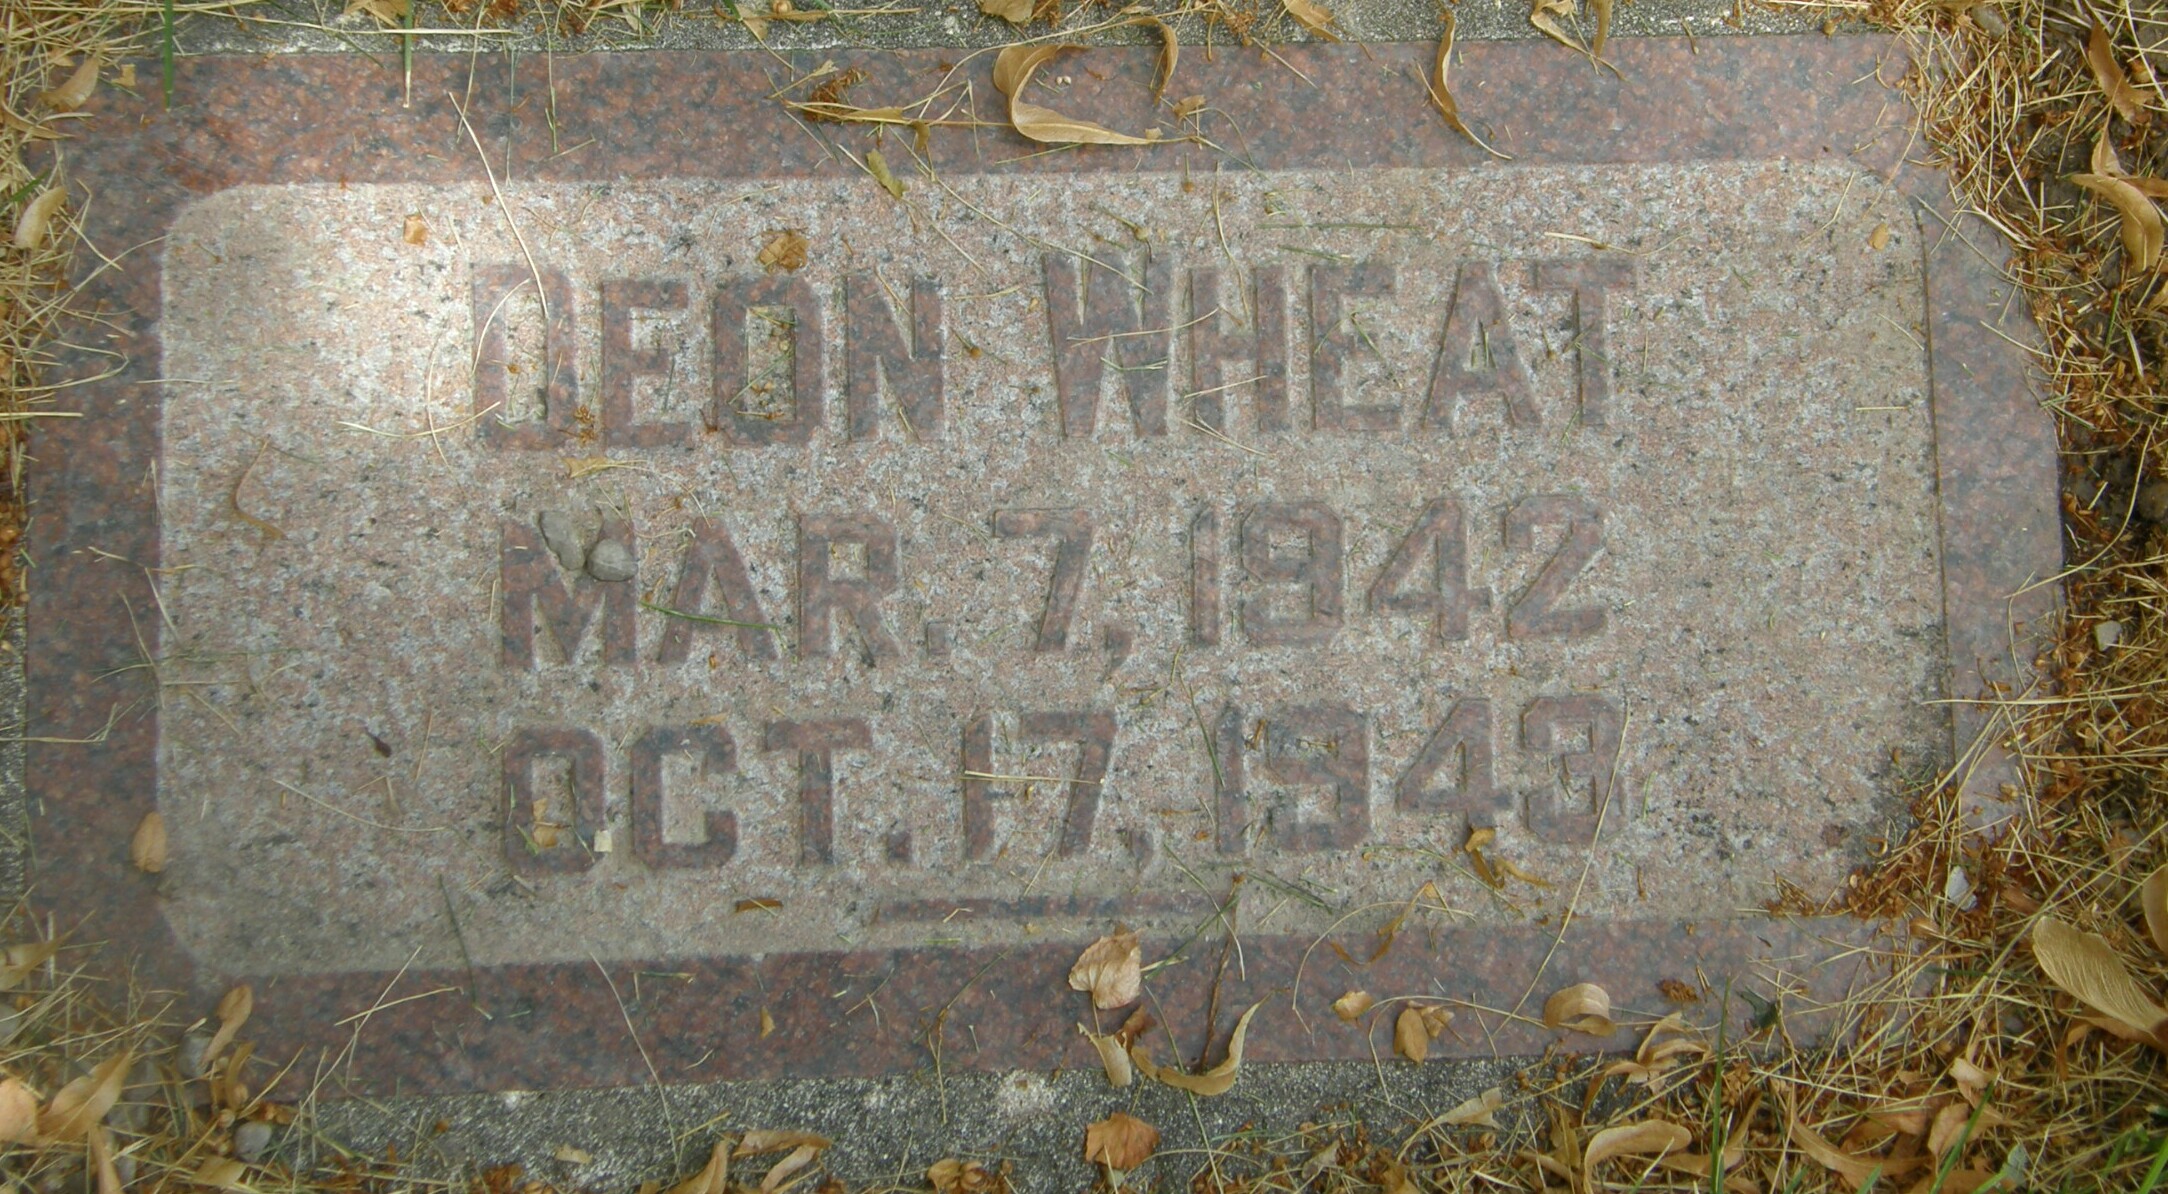 DEON WHEAT
MAR. 7, 1942
OCT. 17, 1943